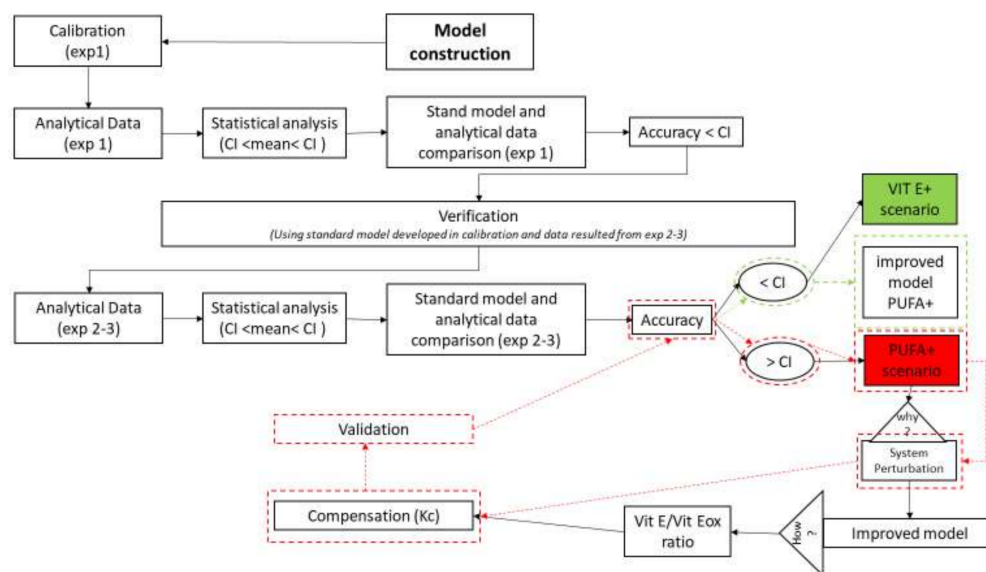 Calibration
(exp1)
Model
construction
Analytical Data
(exp 1)
Statistical analysis
(CI <mean< CI )
Stand model and
analytical data
comparison (exp 1)
Accuracy < CI
VIT E+
scenario
Verification
(Using standard model developed in calibration and data resulted from exp 2-3)
improved
model
PUFA+
< CI
Analytical Data
(exp 2-3)
Statistical analysis
(CI <mean< CI )
Standard model and
analytical data
comparison (exp 2-3)
Accuracy
> CI
PUFA+
scenario
why
?
System
Perturbation
Validation
Compensation (Kc)
Vit E/Vit Eox
ratio
How
?
Improved model